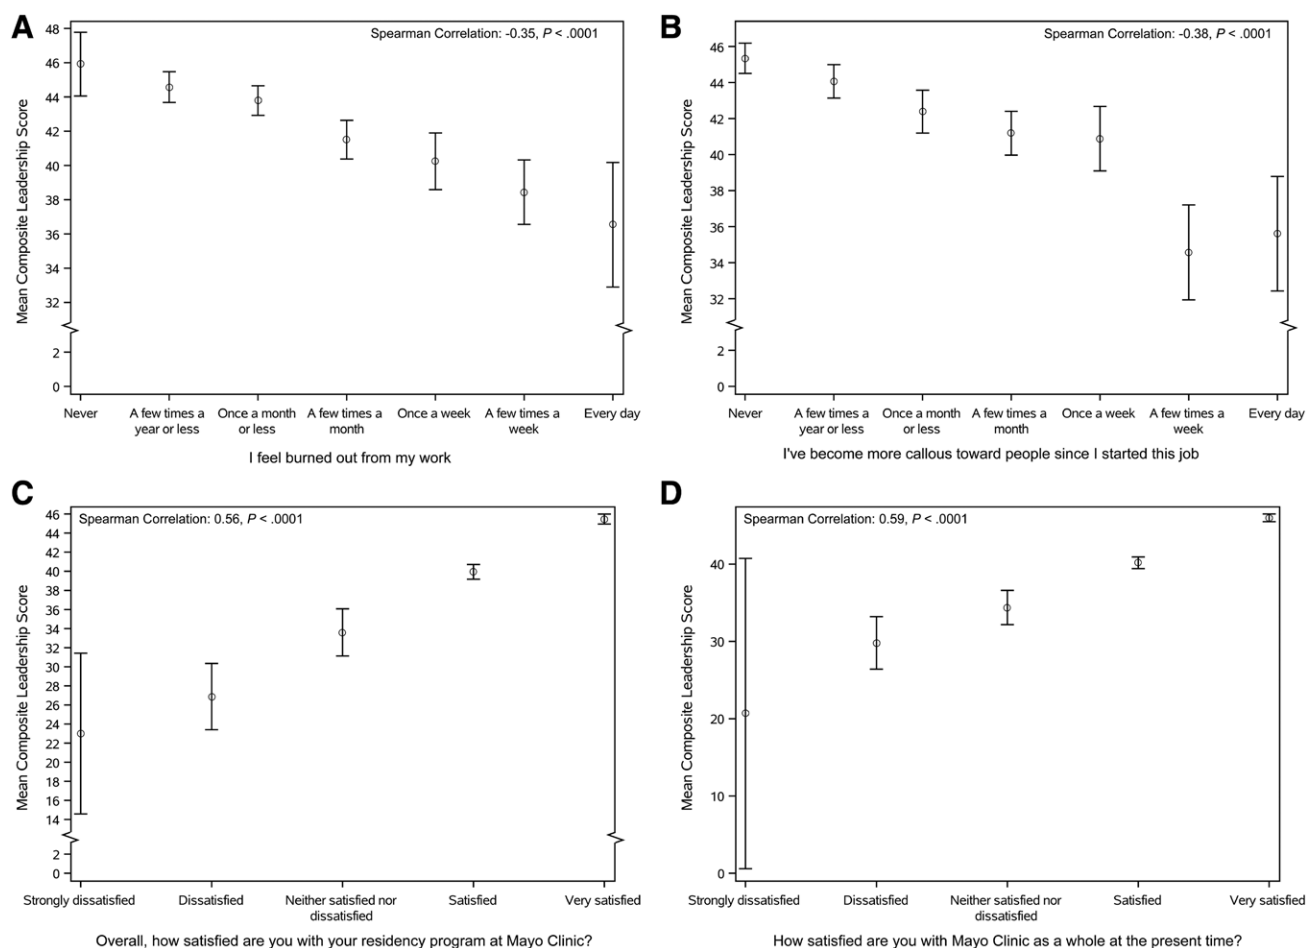 A
Spearman Correlation: -0.35, P < .0001
Mean Composite Leadership Score
48
46
44
42
40
38
36
34
32
2
0
Never
A few times a year or less
Once a month or less
A few times a month
Once a week
A few times a week
Every day
I feel burned out from my work
B
Spearman Correlation: -0.38, P < .0001
Mean Composite Leadership Score
46
44
42
40
38
36
34
32
2
0
Never
A few times a year or less
Once a month or less
A few times a month
Once a week
A few times a week
Every day
I've become more callous toward people since I started this job
C
Spearman Correlation: 0.56, P < .0001
Mean Composite Leadership Score
46
44
42
40
38
36
34
32
30
28
26
24
22
20
18
16
14
2
0
Strongly dissatisfied
Dissatisfied
Neither satisfied nor dissatisfied
Satisfied
Very satisfied
Overall, how satisfied are you with your residency program at Mayo Clinic?
D
Spearman Correlation: 0.59, P < .0001
Mean Composite Leadership Score
40
30
20
10
0
Strongly dissatisfied
Dissatisfied
Neither satisfied nor dissatisfied
Satisfied
Very satisfied
How satisfied are you with Mayo Clinic as a whole at the present time?